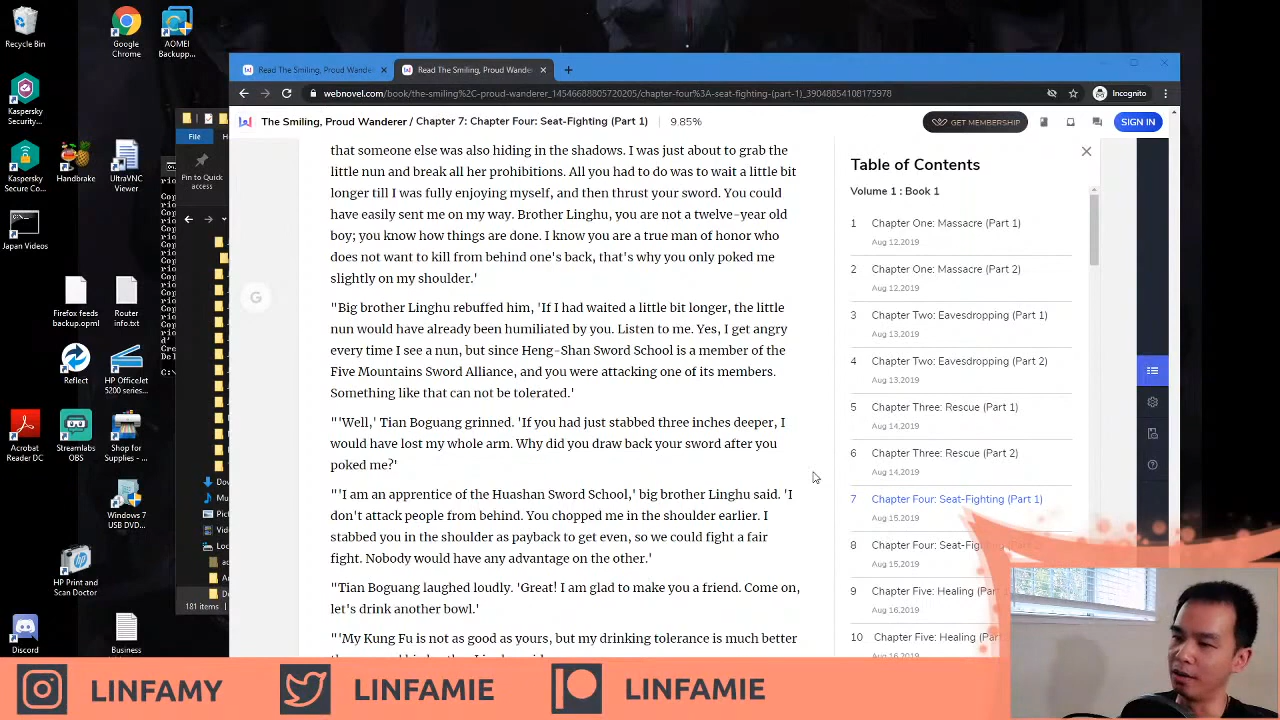 Recycle Bin
Google
Chrome
AOMEI
Backupp...
Kaspersky
Security...
Kaspersky
Secure Co...
Handbrake
UltraVNC
Viewer
Japan Videos
Firefox feeds
backup.opml
Router
info.txt
Reflect
HP OfficeJet
5200 series...
Acrobat
Reader DC
Streamlabs
OBS
Shop for
Supplies - ...
Windows 7
USB DVD...
HP Print and
Scan Doctor
Discord
Business
File
Pin to Quick
access
181 items
Read The Smiling, Proud Wander
Read The Smiling, Proud Wande
webnovel.com/book/the-smiling%2C-proud-wanderer_14546688805720205/chapter-four%3A-seat-fighting-(part-1)_39048854108175978
Incognito
The Smiling, Proud Wanderer / Chapter 7: Chapter Four: Seat-Fighting (Part 1)
9.85%
GET MEMBERSHIP
SIGN IN
that someone else was also hiding in the shadows. I was just about to grab the
little nun and break all her prohibitions. All you had to do was to wait a little bit
longer till I was fully enjoying myself, and then thrust your sword. You could
have easily sent me on my way. Brother Linghu, you are not a twelve-year old
boy; you know how things are done. I know you are a true man of honor who
does not want to kill from behind one's back, that's why you only poked me
slightly on my shoulder.'
"Big brother Linghu rebuffed him, 'If I had waited a little bit longer, the little
nun would have already been humiliated by you. Listen to me. Yes, I get angry
every time I see a nun, but since Heng-Shan Sword School is a member of the
Five Mountains Sword Alliance, and you were attacking one of its members.
Something like that can not be tolerated.'
"'Well,' Tian Boguang grinned, 'If you had just stabbed three inches deeper, I
would have lost my whole arm. Why did you draw back your sword after you
poked me?'
"'I am an apprentice of the Huashan Sword School,' big brother Linghu said. 'I
don't attack people from behind. You chopped me in the shoulder earlier. I
stabbed you in the shoulder as payback to get even, so we could fight a fair
fight. Nobody would have any advantage on the other.'
"Tian Boguang laughed loudly. 'Great! I am glad to make you a friend. Come on,
let's drink another bowl.'
"'My Kung Fu is not as good as yours, but my drinking tolerance is much better
Table of Contents
Volume 1 : Book 1
1 Chapter One: Massacre (Part 1)
Aug 12,2019
2 Chapter One: Massacre (Part 2)
Aug 12,2019
3 Chapter Two: Eavesdropping (Part 1)
Aug 13,2019
4 Chapter Two: Eavesdropping (Part 2)
Aug 13,2019
5 Chapter Three: Rescue (Part 1)
Aug 14,2019
6 Chapter Three: Rescue (Part 2)
Aug 14,2019
7 Chapter Four: Seat-Fighting (Part 1)
Aug 15,2019
8 Chapter Four: Seat-Fig
Aug 15,2019
9 Chapter Five: Healing (
Aug 16,2019
10 Chapter Five: Healing (Part
Aug 16,2019
LINFAMY
LINFAMIE
LINFAMIE